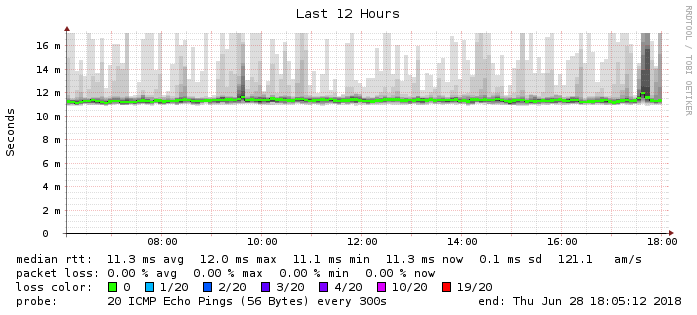 Last 12 Hours
RRDTOOL / TOBI OETIKER
Seconds
16 m
14 m
12 m
10 m
8 m
6 m
4 m
2 m
0
08:00 10:00 12:00 14:00 16:00 18:00
median rtt: 11.3 ms avg 12.0 ms max 11.1 ms min 11.3 ms now 0.1 ms sd 121.1 am/s
packet loss: 0.00 % avg 0.00 % max 0.00 % min 0.00 % now
loss color: 0 1/20 2/20 3/20 4/20 10/20 19/20
probe: 20 ICMP Echo Pings (56 Bytes) every 300s end: Thu Jun 28 18:05:12 2018